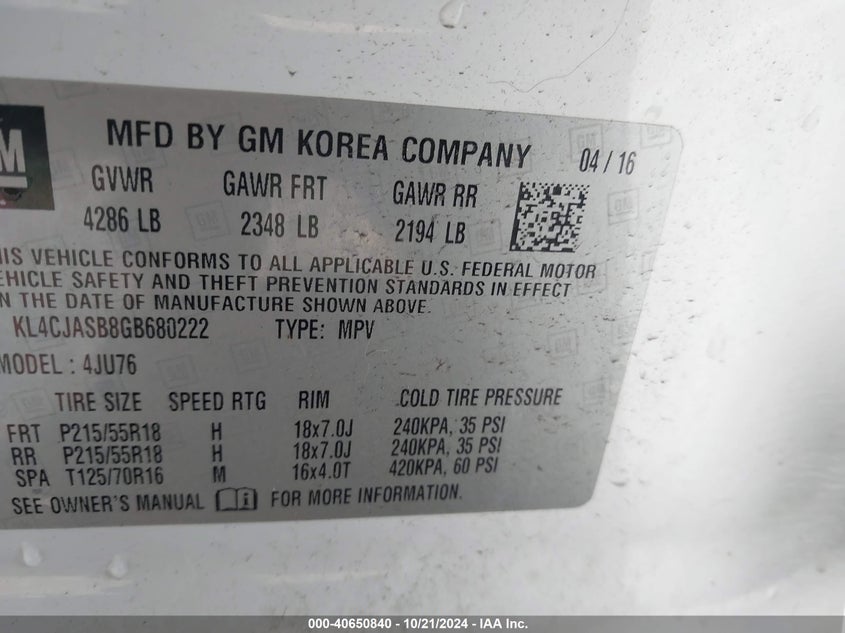 M
MFD BY GM KOREA COMPANY 04 / 16
GVWR GAWR FRT GAWR RR
4286 LB 2348 LB 2194 LB
HIS VEHICLE CONFORMS TO ALL APPLICABLE U.S. FEDERAL MOTOR
VEHICLE SAFETY AND THEFT PREVENTION STANDARDS IN EFFECT
ON THE DATE OF MANUFACTURE SHOWN ABOVE.
KL4CJASB8GB680222 TYPE: MPV
MODEL : 4JU76
TIRE SIZE SPEED RTG RIM COLD TIRE PRESSURE
FRT P215/55R18 H 18x7.0J 240KPA, 35 PSI
RR P215/55R18 H 18x7.0J 240KPA, 35 PSI
SPA T125/70R16 M 16x4.0T 420KPA, 60 PSI
SEE OWNER'S MANUAL i FOR MORE INFORMATION.
000-40650840 - 10/21/2024 - IAA Inc.